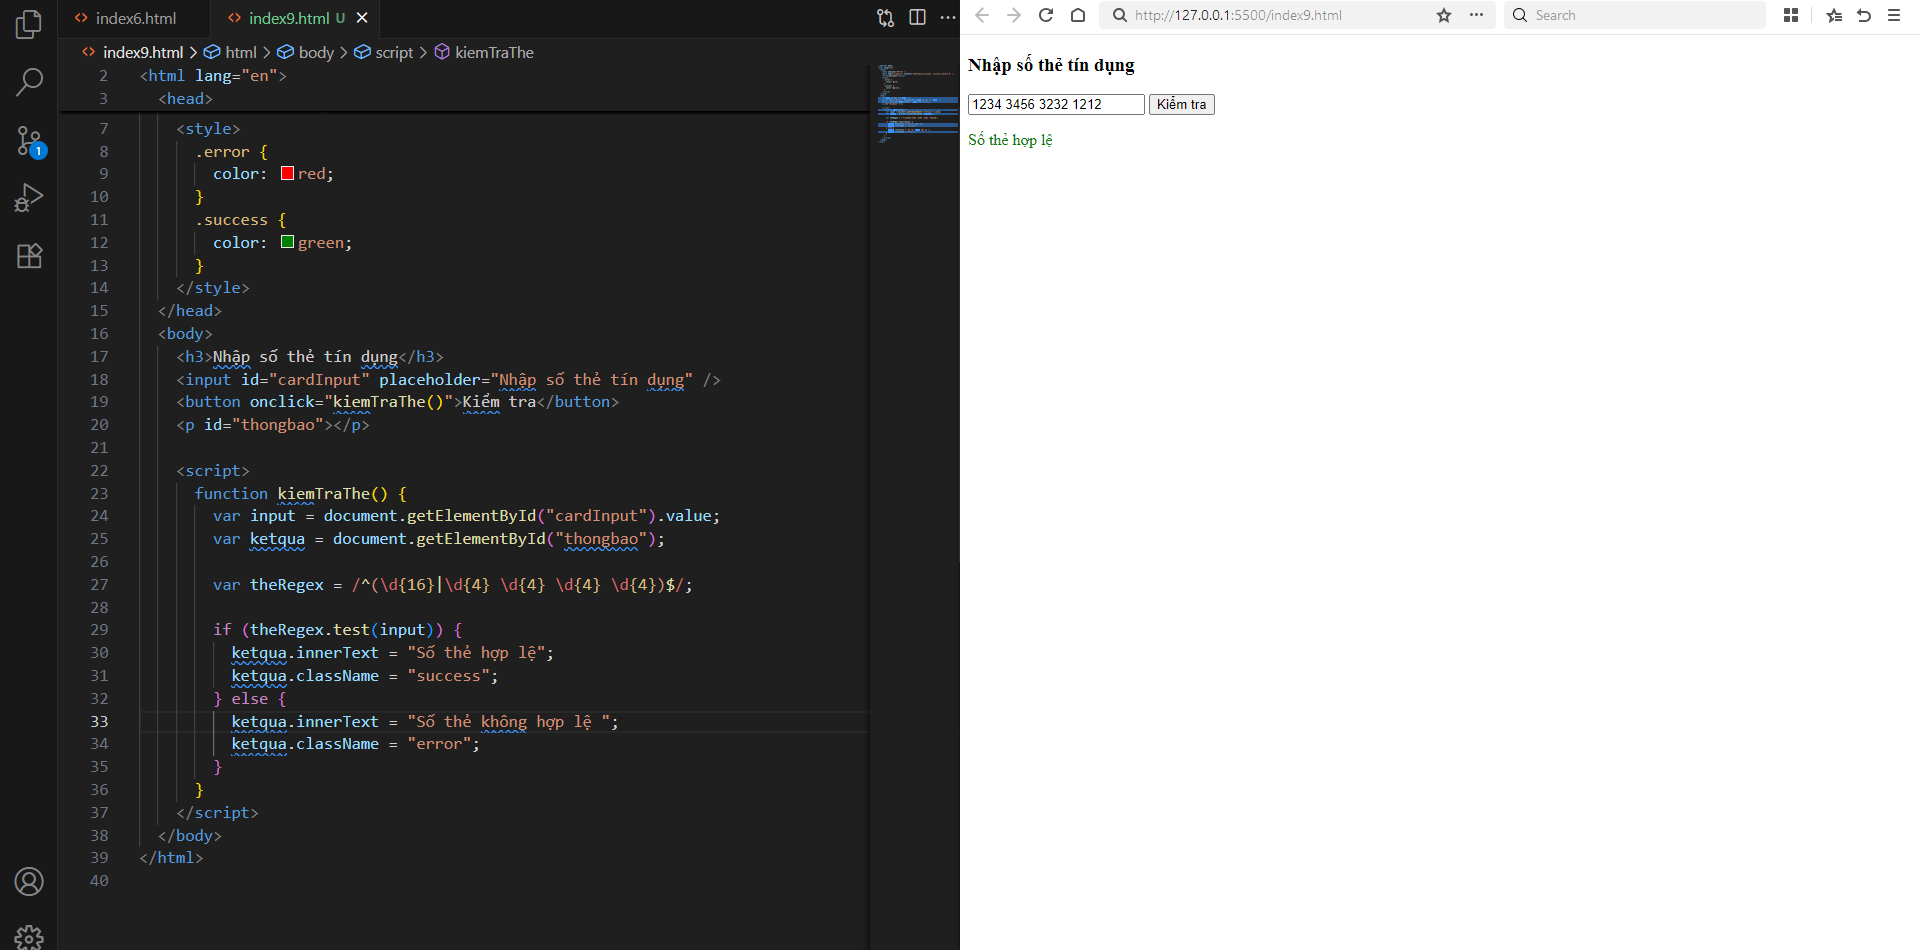 index6.html
index9.html U
index9.html > html > body > script > kiemTraThe
2 <html lang="en">
3 <head>
7 <style>
8 .error {
9 color: red;
10 }
11 .success {
12 color: green;
13 }
14 </style>
15 </head>
16 <body>
17 <h3>Nhập số thẻ tín dụng</h3>
18 <input id="cardInput" placeholder="Nhập số thẻ tín dụng" />
19 <button onclick="kiemTraThe()">Kiểm tra</button>
20 <p id="thongbao"></p>
21
22 <script>
23 function kiemTraThe() {
24 var input = document.getElementById("cardInput").value;
25 var ketqua = document.getElementById("thongbao");
26
27 var theRegex = /^(\d{16}|\d{4} \d{4} \d{4} \d{4})$/;
28
29 if (theRegex.test(input)) {
30 ketqua.innerText = "Số thẻ hợp lệ";
31 ketqua.className = "success";
32 } else {
33 ketqua.innerText = "Số thẻ không hợp lệ ";
34 ketqua.className = "error";
35 }
36 }
37 </script>
38 </body>
39 </html>
40
1
http://127.0.0.1:5500/index9.html
Search
Nhập số thẻ tín dụng
1234 3456 3232 1212 Kiểm tra
Số thẻ hợp lệ